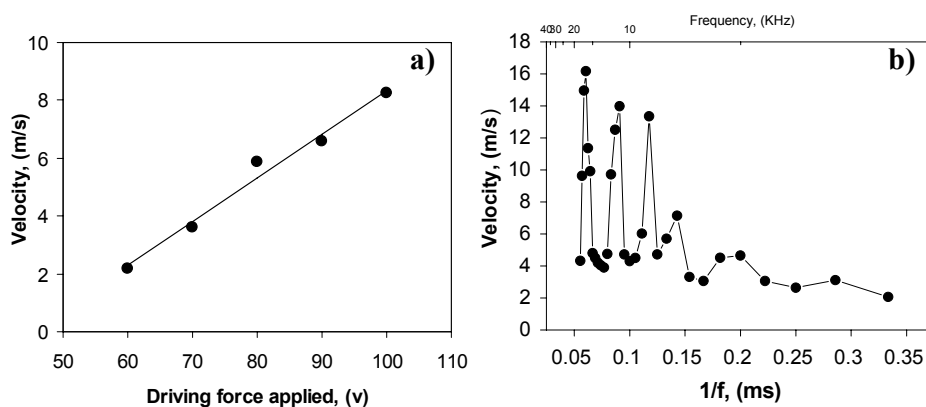 a)
Velocity, (m/s)
10
8
6
4
2
0
50 60 70 80 90 100 110
Driving force applied, (v)
Frequency, (KHz)
40 30 20 10
b)
Velocity, (m/s)
18
16
14
12
10
8
6
4
2
0
0.05 0.1 0.15 0.2 0.25 0.3 0.35
1/f, (ms)